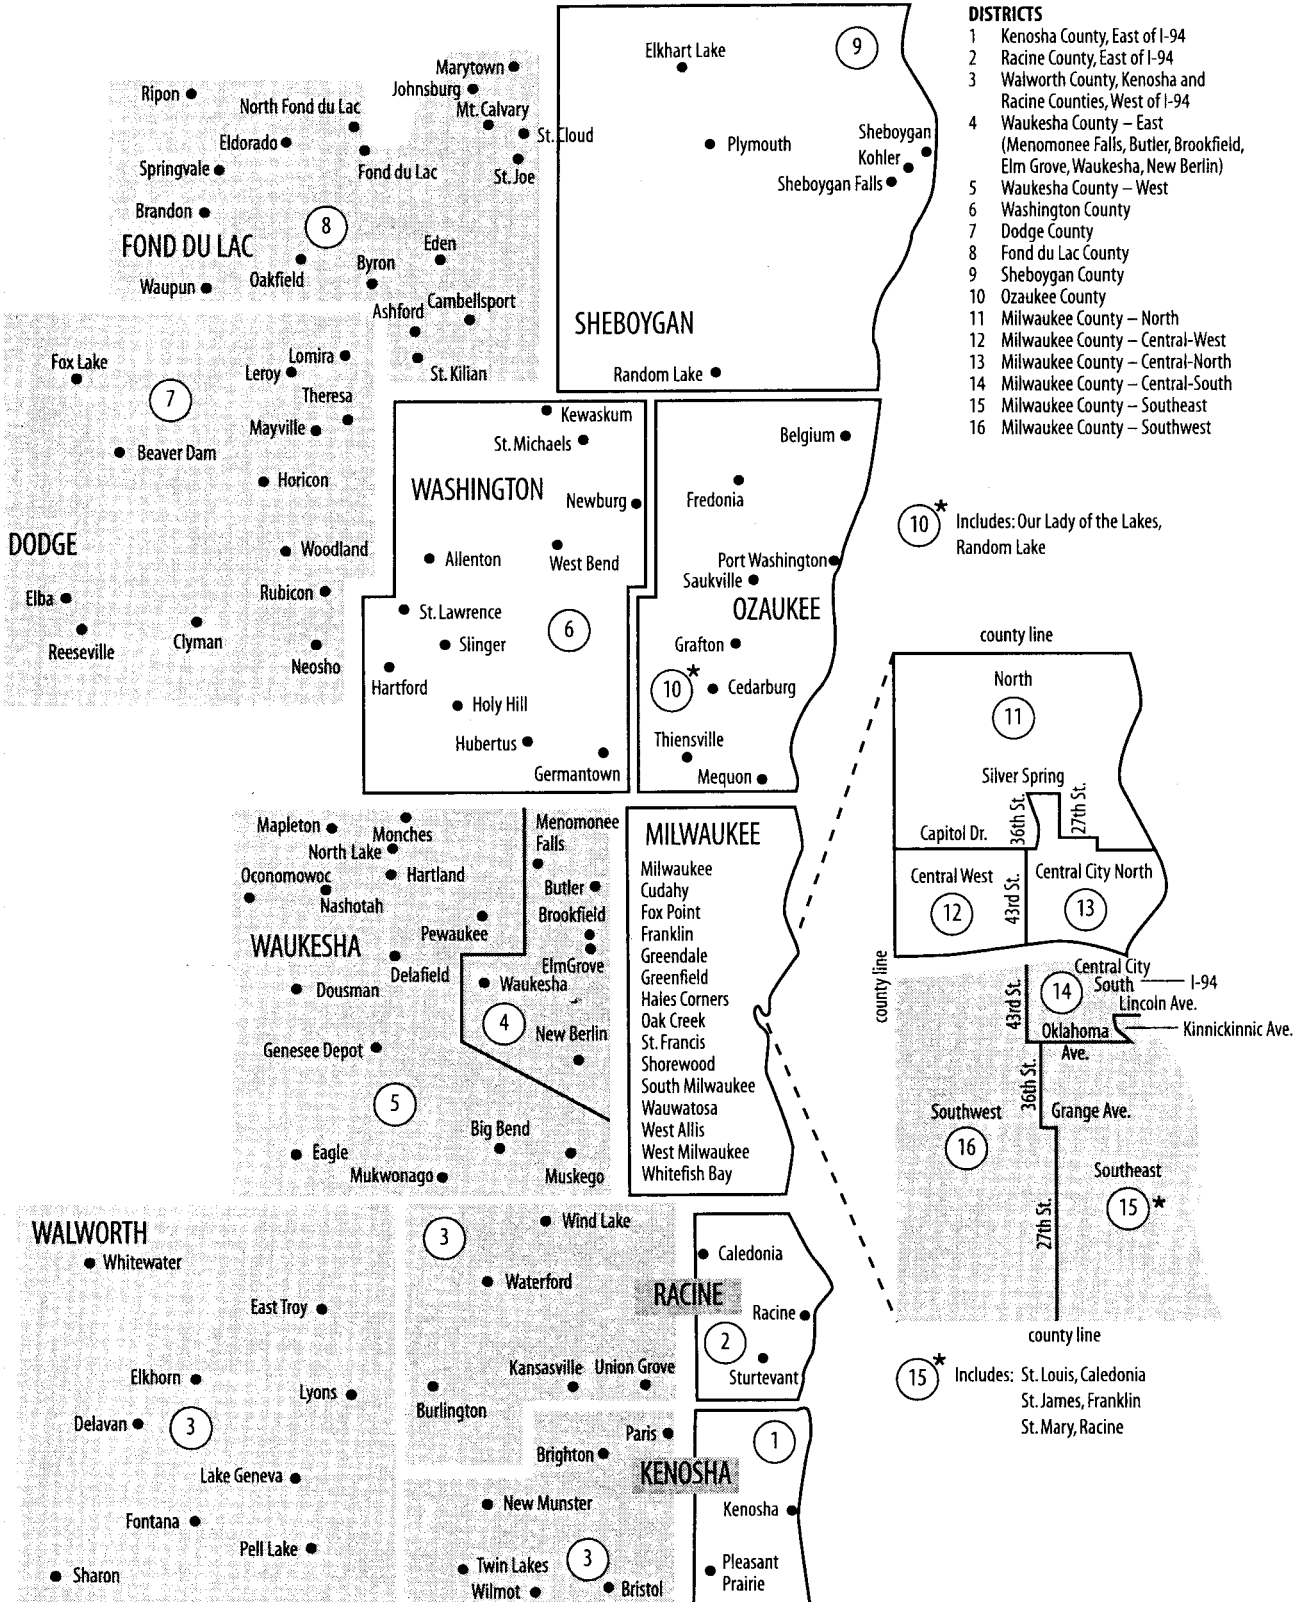 DISTRICTS
1 Kenosha County, East of I-94
2 Racine County, East of I-94
3 Walworth County, Kenosha and
Racine Counties, West of I-94
4 Waukesha County – East
(Menomonee Falls, Butler, Brookfield,
Elm Grove, Waukesha, New Berlin)
5 Waukesha County – West
6 Washington County
7 Dodge County
8 Fond du Lac County
9 Sheboygan County
10 Ozaukee County
11 Milwaukee County – North
12 Milwaukee County – Central-West
13 Milwaukee County – Central-North
14 Milwaukee County – Central-South
15 Milwaukee County – Southeast
16 Milwaukee County – Southwest
10* Includes: Our Lady of the Lakes,
Random Lake
Marytown
Johnsburg
Ripon
North Fond du Lac
Mt. Calvary
St. Cloud
Eldorado
Springvale
Fond du Lac
St. Joe
Brandon
8
FOND DU LAC
Eden
Oakfield
Byron
Waupun
Ashford
Cambellsport
St. Kilian
Elkhart Lake
9
Plymouth
Sheboygan
Kohler
Sheboygan Falls
SHEBOYGAN
Random Lake
Fox Lake
Lomira
Leroy
7
Theresa
Mayville
Beaver Dam
Horicon
DODGE
Woodland
Rubicon
Elba
Reeseville
Clyman
Neosho
Kewaskum
St. Michaels
WASHINGTON
Newburg
Allenton
West Bend
St. Lawrence
6
Slinger
Hartford
Holy Hill
Hubertus
Germantown
Belgium
Fredonia
Port Washington
Saukville
OZAUKEE
Grafton
10*
Cedarburg
Thiensville
Mequon
Mapleton
Monches
North Lake
Oconomowoc
Hartland
Nashotah
Pewaukee
WAUKESHA
Delafield
Dousman
Genesee Depot
5
Big Bend
Eagle
Mukwonago
Muskego
Menomonee
Falls
Butler
Brookfield
ElmGrove
Waukesha
4
New Berlin
MILWAUKEE
Milwaukee
Cudahy
Fox Point
Franklin
Greendale
Greenfield
Hales Corners
Oak Creek
St. Francis
Shorewood
South Milwaukee
Wauwatosa
West Allis
West Milwaukee
Whitefish Bay
county line
North
11
Silver Spring
36th St.
27th St.
Capitol Dr.
Central West
12
43rd St.
Central City North
13
county line
Central City
South
I-94
14
43rd St.
Lincoln Ave.
Oklahoma
Ave.
Kinnickinnic Ave.
36th St.
Grange Ave.
Southwest
16
Southeast
15*
27th St.
county line
15* Includes: St. Louis, Caledonia
St. James, Franklin
St. Mary, Racine
WALWORTH
Whitewater
East Troy
Elkhorn
Lyons
Delavan
3
Lake Geneva
Fontana
Pell Lake
Sharon
3
Wind Lake
Waterford
Kansasville
Union Grove
Burlington
RACINE
Caledonia
Racine
2
Sturtevant
Paris
Brighton
KENOSHA
New Munster
3
Twin Lakes
Wilmot
Bristol
1
Kenosha
Pleasant
Prairie